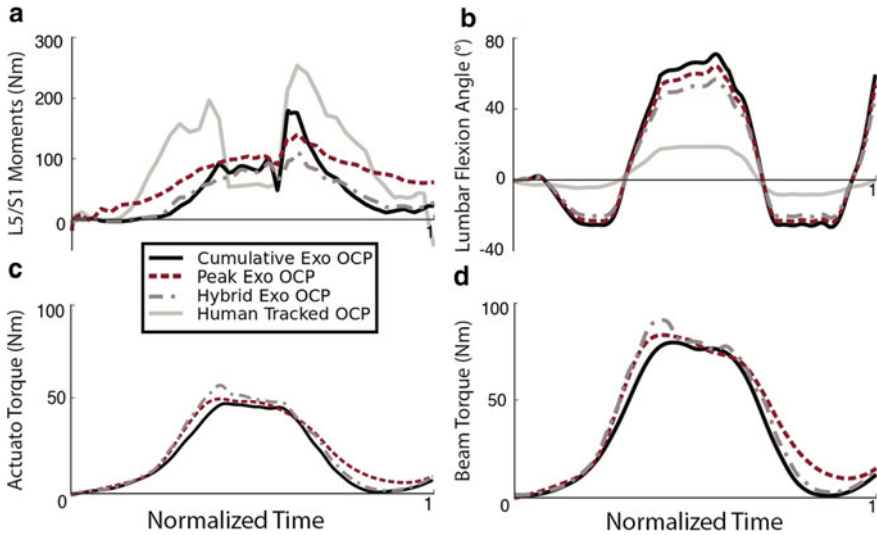 a
300
200
100
0
L5/S1 Moments (Nm)
1
b
80
40
0
-40
Lumbar Flexion Angle (°)
1
Cumulative Exo OCP
Peak Exo OCP
Hybrid Exo OCP
Human Tracked OCP
c
100
50
0
Actuato Torque (Nm)
1
Normalized Time
d
100
50
0
Beam Torque (Nm)
1
Normalized Time